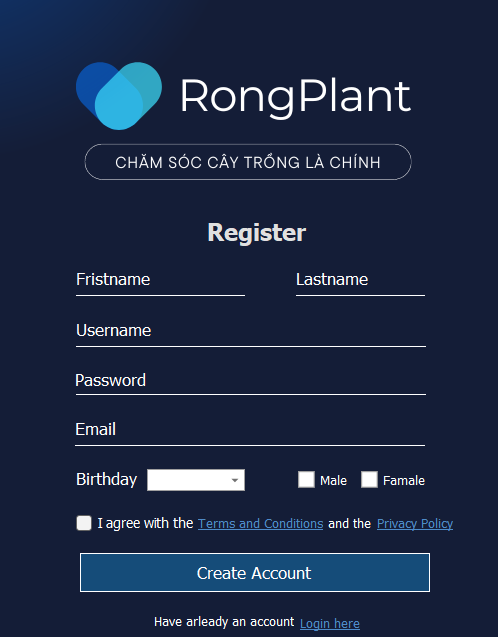 RongPlant
CHĂM SÓC CÂY TRỒNG LÀ CHÍNH
Register
Fristname Lastname
Username
Password
Email
Birthday Male Famale
I agree with the Terms and Conditions and the Privacy Policy
Create Account
Have arleady an account Login here